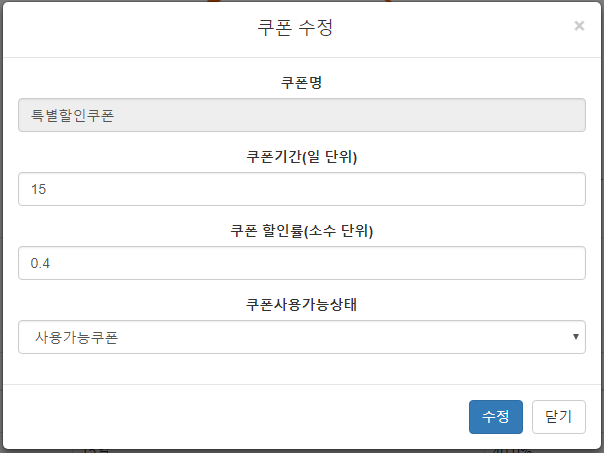 쿠폰 수정
×
쿠폰명
특별할인쿠폰
쿠폰기간(일 단위)
15
쿠폰 할인률(소수 단위)
0.4
쿠폰사용가능상태
사용가능쿠폰
수정 닫기